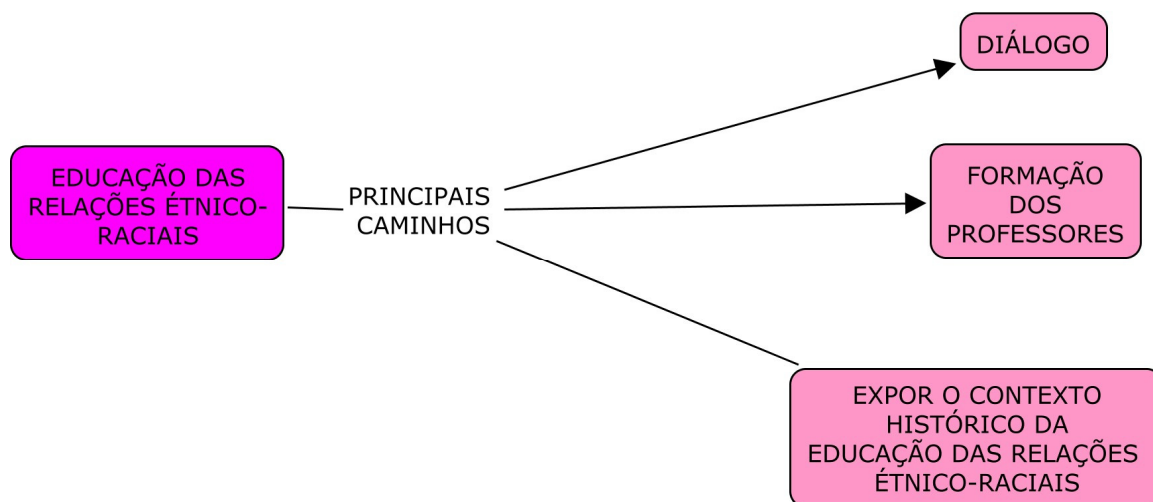 EDUCAÇÃO DAS
RELAÇÕES ÉTNICO-
RACIAIS
PRINCIPAIS
CAMINHOS
DIÁLOGO
FORMAÇÃO
DOS
PROFESSORES
EXPOR O CONTEXTO
HISTÓRICO DA
EDUCAÇÃO DAS RELAÇÕES
ÉTNICO-RACIAIS